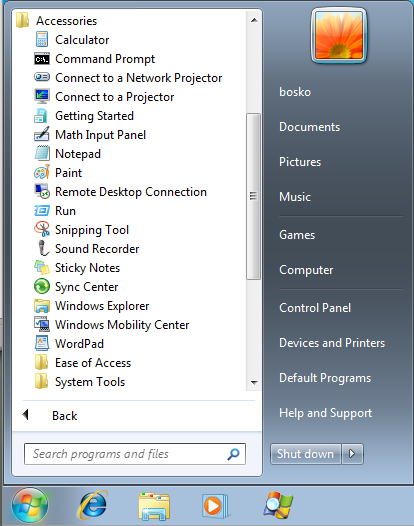 Accessories
Calculator
Command Prompt
Connect to a Network Projector
Connect to a Projector
Getting Started
Math Input Panel
Notepad
Paint
Remote Desktop Connection
Run
Snipping Tool
Sound Recorder
Sticky Notes
Sync Center
Windows Explorer
Windows Mobility Center
WordPad
Ease of Access
System Tools
Back
Search programs and files
bosko
Documents
Pictures
Music
Games
Computer
Control Panel
Devices and Printers
Default Programs
Help and Support
Shut down